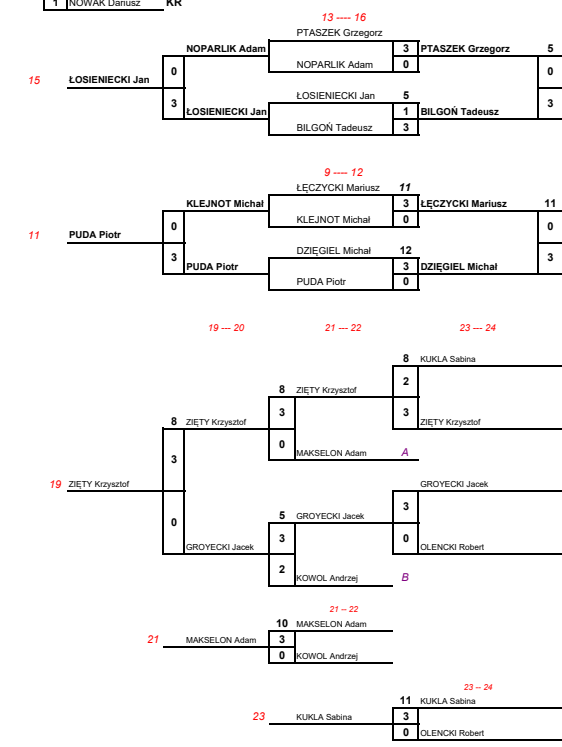 1 NOWAK Dariusz KR
13 ---- 16
PTASZEK Grzegorz
NOPARLIK Adam 3 PTASZEK Grzegorz 5
NOPARLIK Adam 0
0 0
15 ŁOSIENIECKI Jan
ŁOSIENIECKI Jan 5
3 3
ŁOSIENIECKI Jan 1 BILGOŃ Tadeusz
BILGOŃ Tadeusz 3
9 ---- 12
ŁĘCZYCKI Mariusz 11
KLEJNOT Michał 3 ŁĘCZYCKI Mariusz 11
KLEJNOT Michał 0
0 0
11 PUDA Piotr
DZIĘGIEL Michał 12
3 3
PUDA Piotr 3 DZIĘGIEL Michał
PUDA Piotr 0
19 --- 20 21 --- 22 23 --- 24
8 KUKLA Sabina
2
8 ZIĘTY Krzysztof
3 3
8 ZIĘTY Krzysztof ZIĘTY Krzysztof
0
MAKSELON Adam A
3
19 ZIĘTY Krzysztof GROYECKI Jacek
3
5 GROYECKI Jacek
0
3 0
GROYECKI Jacek OLENCKI Robert
2
KOWOL Andrzej B
21 -- 22
10 MAKSELON Adam
21 MAKSELON Adam 3
0 KOWOL Andrzej
23 -- 24
11 KUKLA Sabina
23 KUKLA Sabina 3
0 OLENCKI Robert